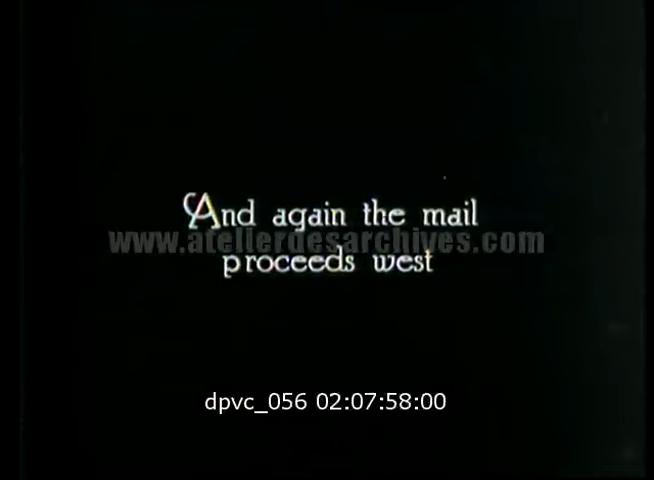 And again the mail
www.atelierdesarchives.com
proceeds west
dpvc_056 02:07:58:00